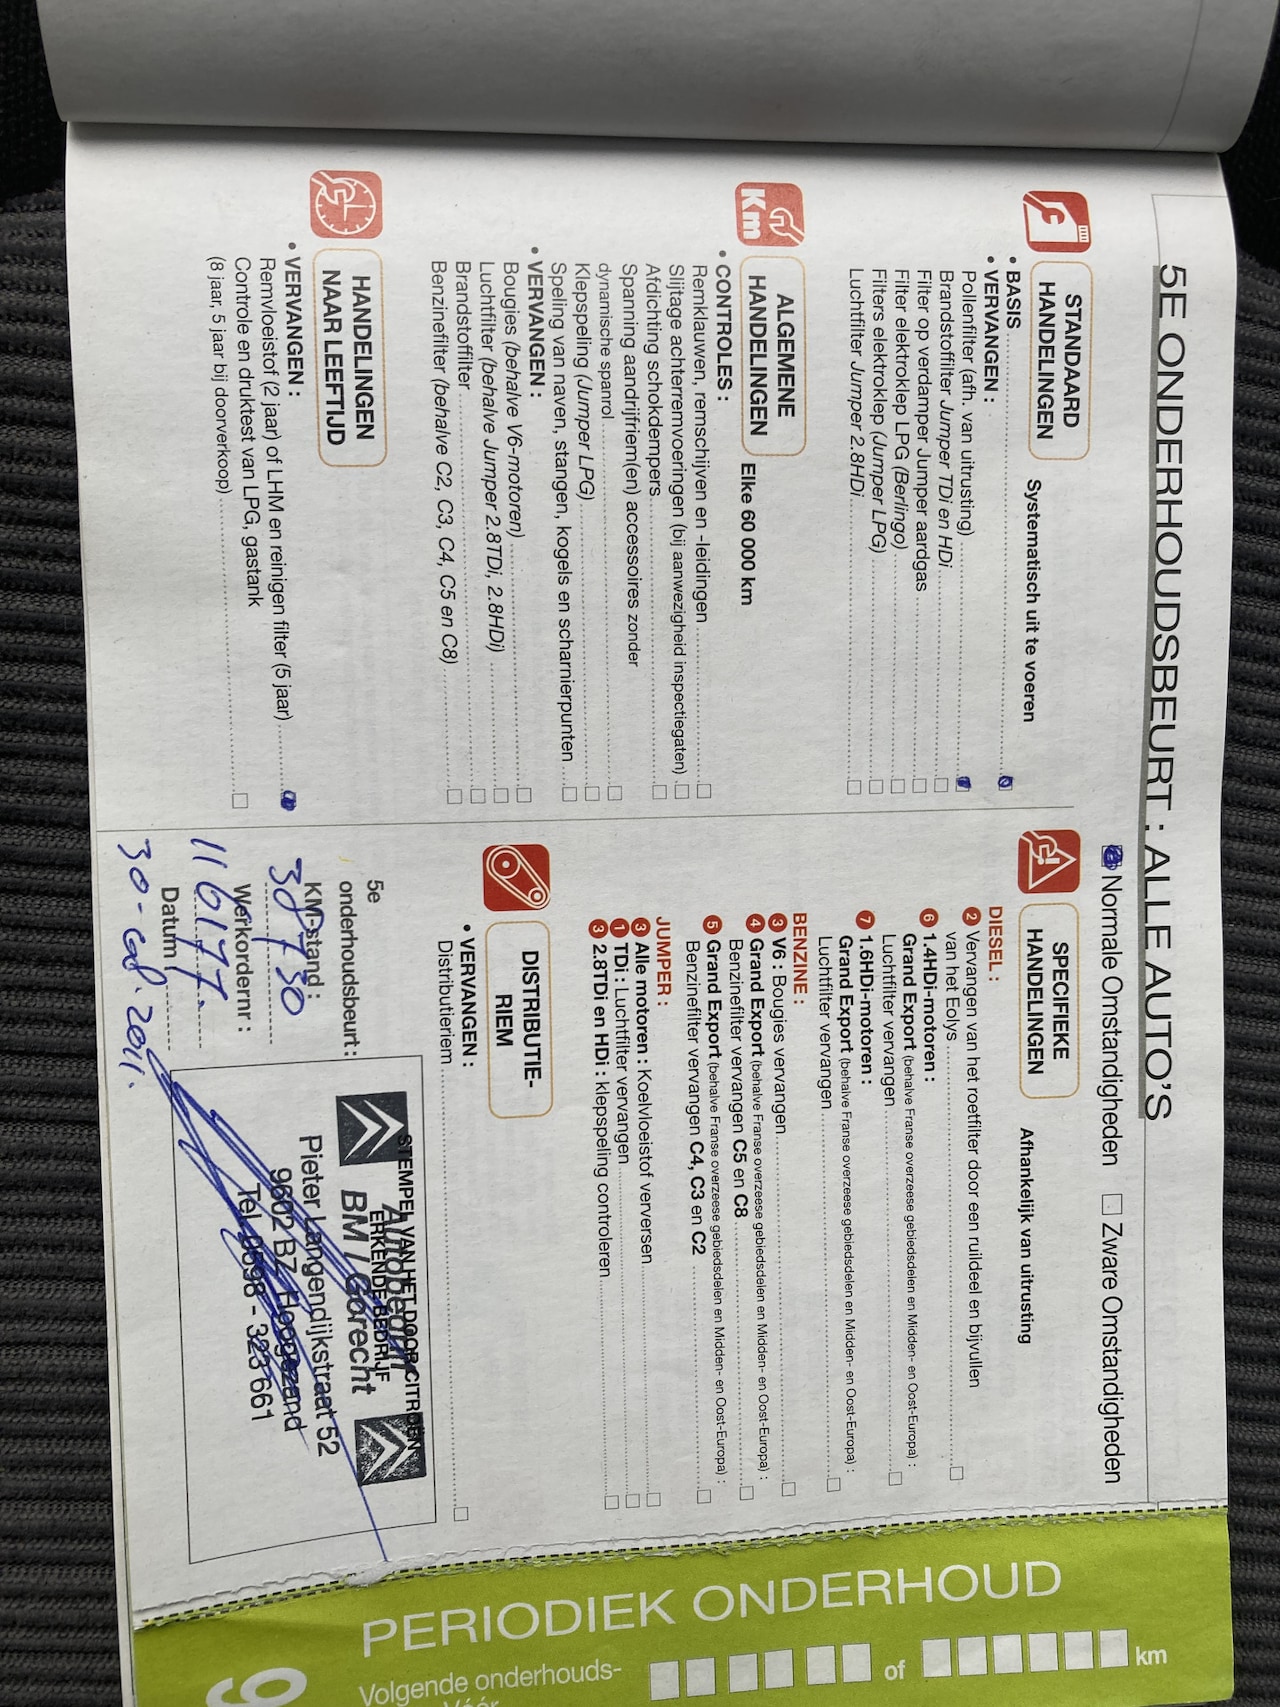 5E ONDERHOUDSBEURT : ALLE AUTO'S
Normale Omstandigheden
Zware Omstandigheden
STANDAARD
HANDELINGEN
Systematisch uit te voeren
• BASIS
• VERVANGEN :
Pollenfilter (afh. van uitrusting)
Brandstoffilter Jumper TDi en HDi
Filter op verdamper Jumper aardgas
Filter elektroklep LPG (Berlingo)
Filters elektroklep (Jumper LPG)
Luchtfilter Jumper 2.8HDi
Km
ALGEMENE
HANDELINGEN
Elke 60 000 km
• CONTROLES :
Remklauwen, remschijven en -leidingen
Slijtage achterremvoeringen (bij aanwezigheid inspectiegaten)
Afdichting schokdempers
Spanning aandrijfriem(en) accessoires zonder
dynamische spanrol
Klepspeling (Jumper LPG)
Speling van naven, stangen, kogels en scharnierpunten
• VERVANGEN :
Bougies (behalve V6-motoren)
Luchtfilter (behalve Jumper 2.8TDi, 2.8HDi)
Brandstoffilter
Benzinefilter (behalve C2, C3, C4, C5 en C8)
HANDELINGEN
NAAR LEEFTIJD
• VERVANGEN :
Remvloeistof (2 jaar) of LHM en reinigen filter (5 jaar)
Controle en druktest van LPG, gastank
(8 jaar, 5 jaar bij doorverkoop)
SPECIFIEKE
HANDELINGEN
Afhankelijk van uitrusting
DIESEL :
2 Vervangen van het roetfilter door een ruildeel en bijvullen
van het Eolys
6 1.4HDi-motoren :
Grand Export (behalve Franse overzeese gebiedsdelen en Midden- en Oost-Europa) :
Luchtfilter vervangen
7 1.6HDi-motoren :
Grand Export (behalve Franse overzeese gebiedsdelen en Midden- en Oost-Europa) :
Luchtfilter vervangen
BENZINE :
3 V6 : Bougies vervangen
4 Grand Export (behalve Franse overzeese gebiedsdelen en Midden- en Oost-Europa) :
Benzinefilter vervangen C5 en C8
5 Grand Export (behalve Franse overzeese gebiedsdelen en Midden- en Oost-Europa) :
Benzinefilter vervangen C4, C3 en C2
JUMPER :
3 Alle motoren : Koelvloeistof verversen
1 TDi : Luchtfilter vervangen
3 2.8TDi en HDi : klepspeling controleren
DISTRIBUTIE-
RIEM
• VERVANGEN :
Distributieriem
5e
onderhoudsbeurt :
KM-stand :
38730
Werkordernr :
116177.
Datum :
30-2011.
STEMPEL VAN HET DOOR CITROËN
ERKENDE BEDRIJF
BM / Gorecht
Pieter Langendijkstraat 52
9602 BZ Hoogezand
Tel. 0598 - 323 661
PERIODIEK ONDERHOUD
Volgende onderhouds-
of
km
6